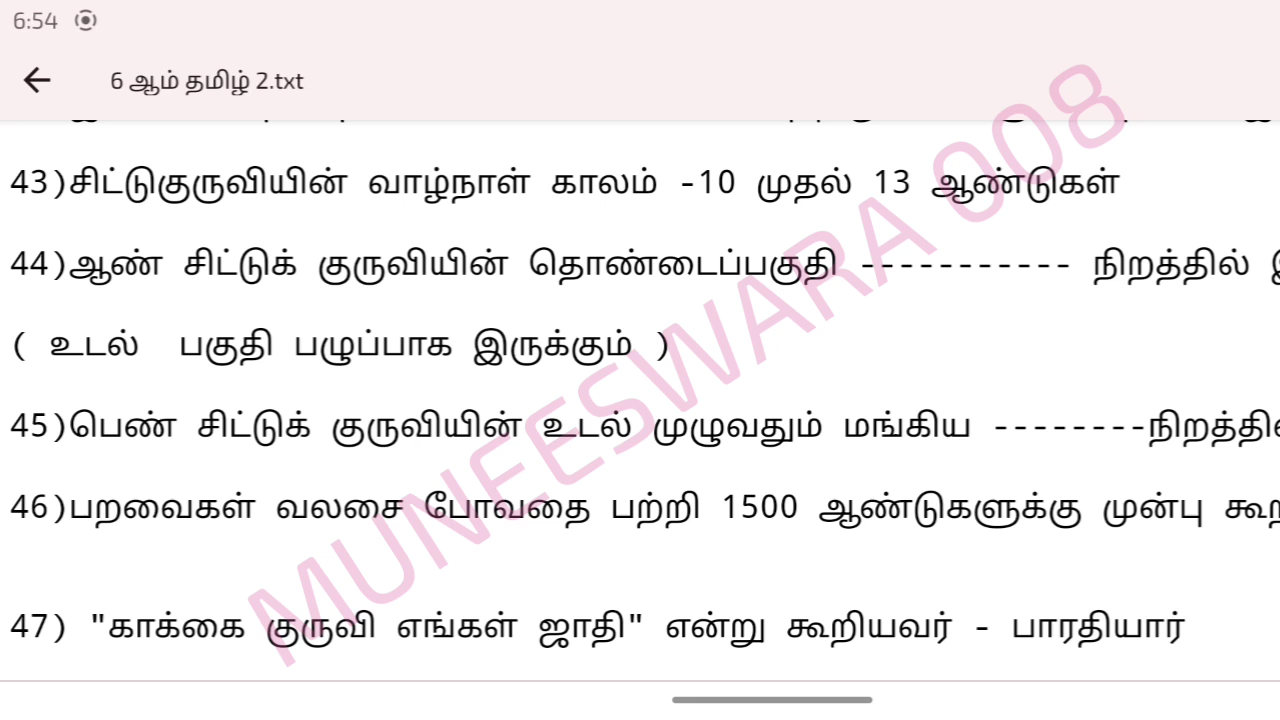 6:54
6 ஆம் தமிழ் 2.txt
43)சிட்டுகுருவியின் வாழ்நாள் காலம் -10 முதல் 13 ஆண்டுகள்
44)ஆண் சிட்டுக் குருவியின் தொண்டைப்பகுதி ----------- நிறத்தில்
( உடல் பகுதி பழுப்பாக இருக்கும் )
45)பெண் சிட்டுக் குருவியின் உடல் முழுவதும் மங்கிய --------
46)பறவைகள் வலசை போவதை பற்றி 1500 ஆண்டுகளுக்கு முன்பு
47) "காக்கை குருவி எங்கள் ஜாதி" என்று கூறியவர் - பாரதியார்
MUNEESWARA 008